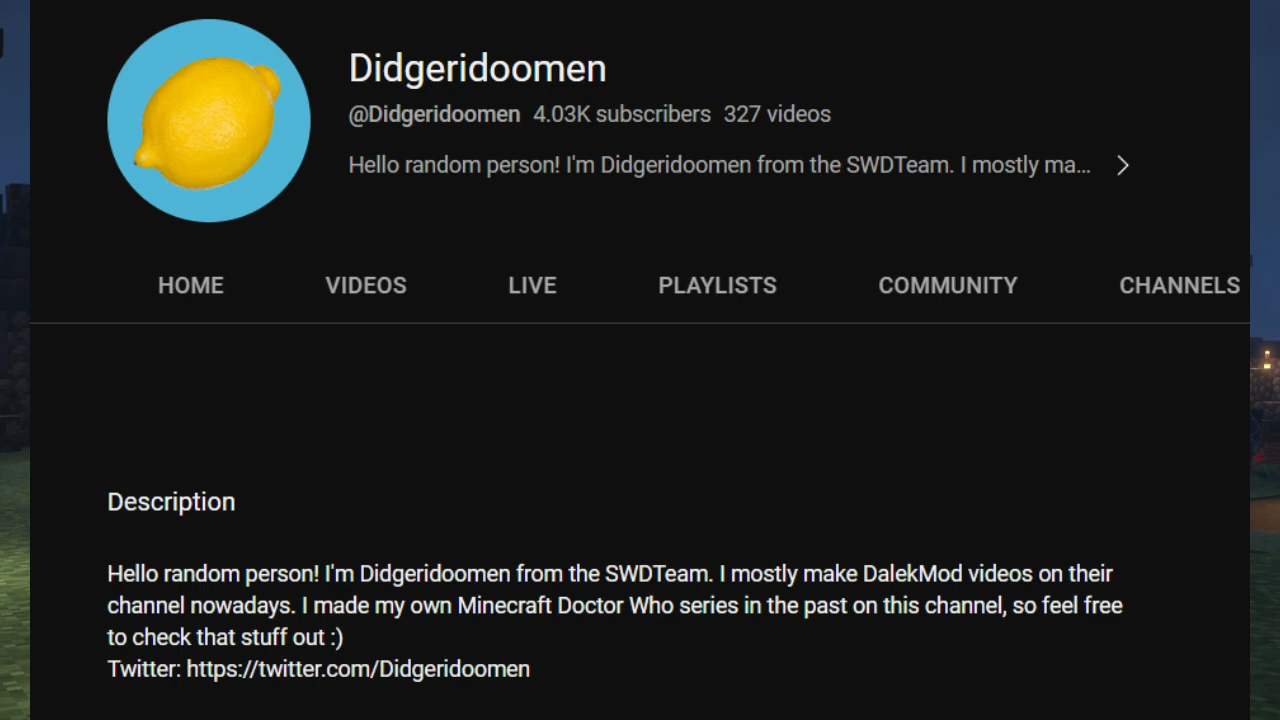 Didgeridoomen
@Didgeridoomen 4.03K subscribers 327 videos
Hello random person! I'm Didgeridoomen from the SWDTeam. I mostly ma...
HOME VIDEOS LIVE PLAYLISTS COMMUNITY CHANNELS
Description
Hello random person! I'm Didgeridoomen from the SWDTeam. I mostly make DalekMod videos on their
channel nowadays. I made my own Minecraft Doctor Who series in the past on this channel, so feel free
to check that stuff out :)
Twitter: https://twitter.com/Didgeridoomen